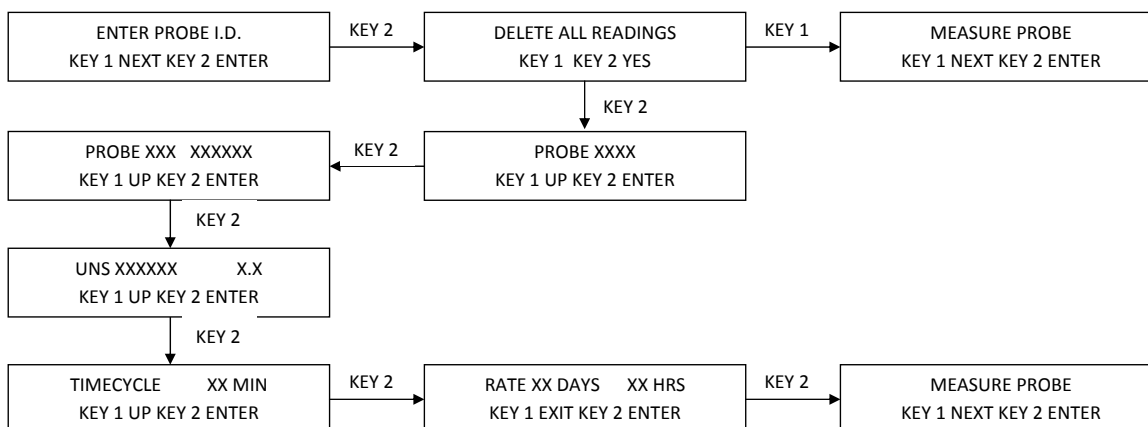 ENTER PROBE I.D.
KEY 1 NEXT KEY 2 ENTER
KEY 2
DELETE ALL READINGS
KEY 1 KEY 2 YES
KEY 1
MEASURE PROBE
KEY 1 NEXT KEY 2 ENTER
KEY 2
PROBE XXX XXXXXX
KEY 1 UP KEY 2 ENTER
KEY 2
PROBE XXXX
KEY 1 UP KEY 2 ENTER
KEY 2
UNS XXXXXX X.X
KEY 1 UP KEY 2 ENTER
KEY 2
TIMECYCLE XX MIN
KEY 1 UP KEY 2 ENTER
KEY 2
RATE XX DAYS XX HRS
KEY 1 EXIT KEY 2 ENTER
KEY 2
MEASURE PROBE
KEY 1 NEXT KEY 2 ENTER